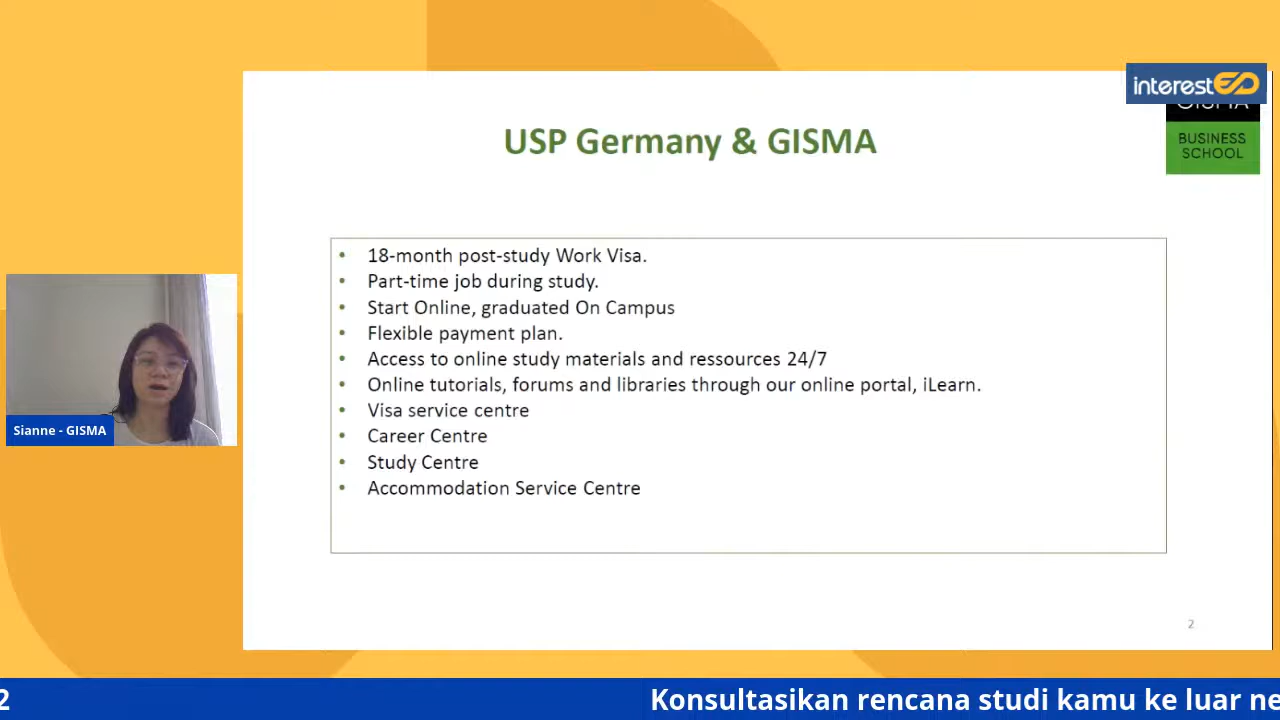 interestED
GISMA
BUSINESS
SCHOOL
USP Germany & GISMA
• 18-month post-study Work Visa.
• Part-time job during study.
• Start Online, graduated On Campus
• Flexible payment plan.
• Access to online study materials and ressources 24/7
• Online tutorials, forums and libraries through our online portal, iLearn.
• Visa service centre
• Career Centre
• Study Centre
• Accommodation Service Centre
Sianne - GISMA
2
2
Konsultasikan rencana studi kamu ke luar ne